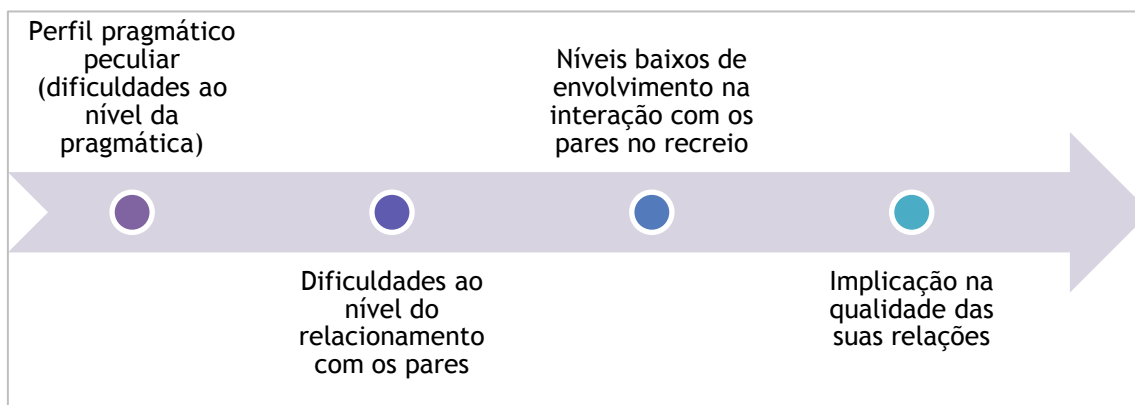 Perfil pragmático
peculiar
(dificuldades ao
nível da
pragmática)
Dificuldades ao
nível do
relacionamento
com os pares
Níveis baixos de
envolvimento na
interação com os
pares no recreio
Implicação na
qualidade das
suas relações